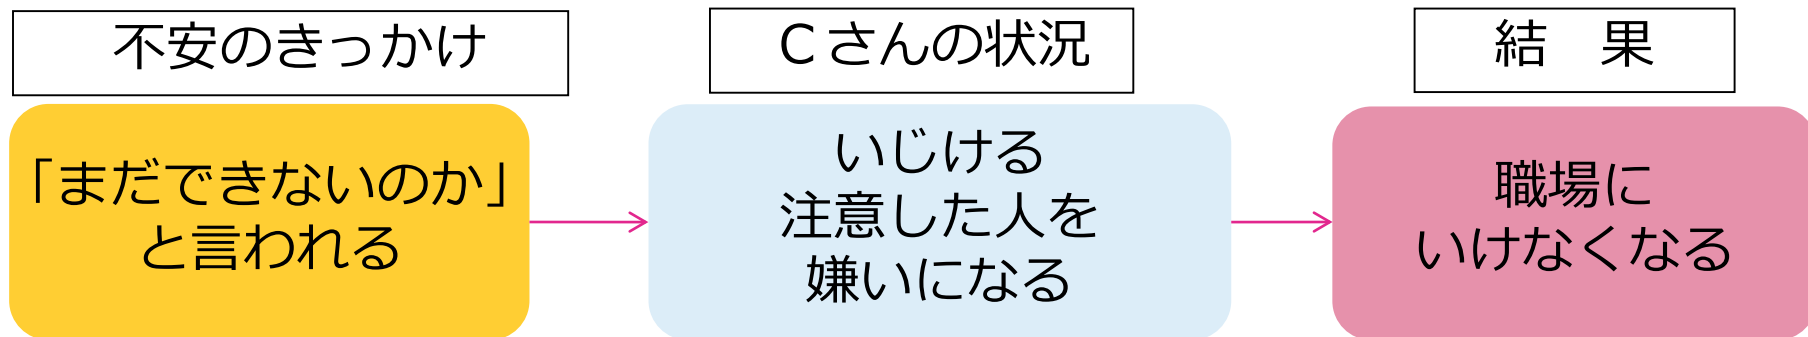 不安のきっかけ
Cさんの状況
結　果
「まだできないのか」
と言われる
いじける
注意した人を
嫌いになる
職場に
いけなくなる